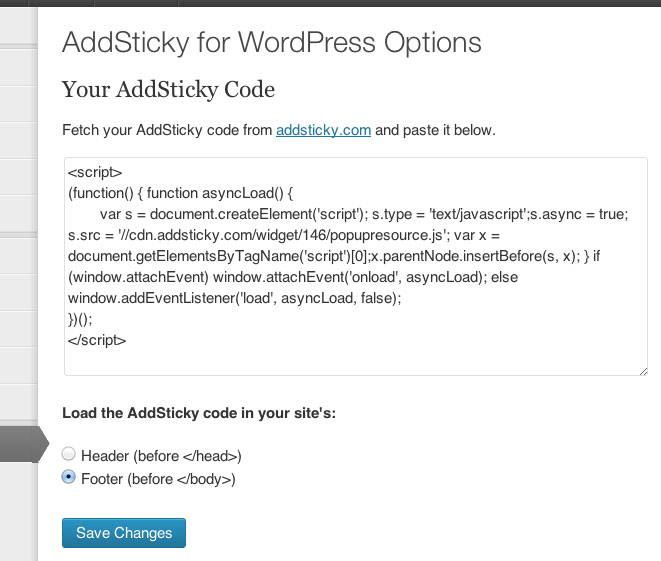 AddSticky for WordPress Options
Your AddSticky Code
Fetch your AddSticky code from addsticky.com and paste it below.
<script>
(function() { function asyncLoad() {
var s = document.createElement('script'); s.type = 'text/javascript';s.async = true;
s.src = '//cdn.addsticky.com/widget/146/popupresource.js'; var x =
document.getElementsByTagName('script')[0];x.parentNode.insertBefore(s, x); } if
(window.attachEvent) window.attachEvent('onload', asyncLoad); else
window.addEventListener('load', asyncLoad, false);
})();
</script>
Load the AddSticky code in your site's:
Header (before </head>)
Footer (before </body>)
Save Changes